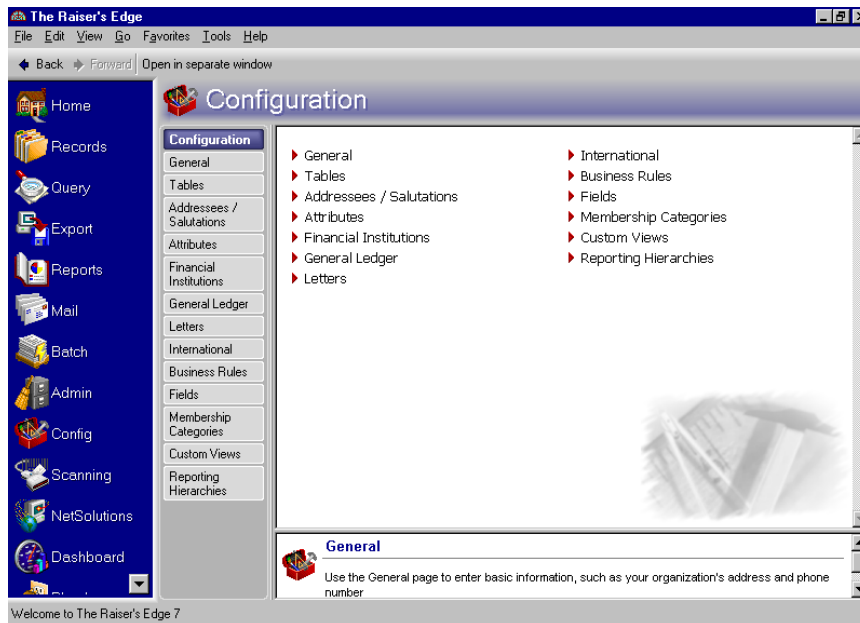 The Raiser's Edge
File Edit View Go Favorites Tools Help
Back Forward Open in separate window
Configuration
Home
Records
Query
Export
Reports
Mail
Batch
Admin
Config
Scanning
NetSolutions
Dashboard
Configuration
General
Tables
Addressees /
Salutations
Attributes
Financial
Institutions
General Ledger
Letters
International
Business Rules
Fields
Membership
Categories
Custom Views
Reporting
Hierarchies
General
Tables
Addressees / Salutations
Attributes
Financial Institutions
General Ledger
Letters
International
Business Rules
Fields
Membership Categories
Custom Views
Reporting Hierarchies
General
Use the General page to enter basic information, such as your organization's address and phone
number
Welcome to The Raiser's Edge 7